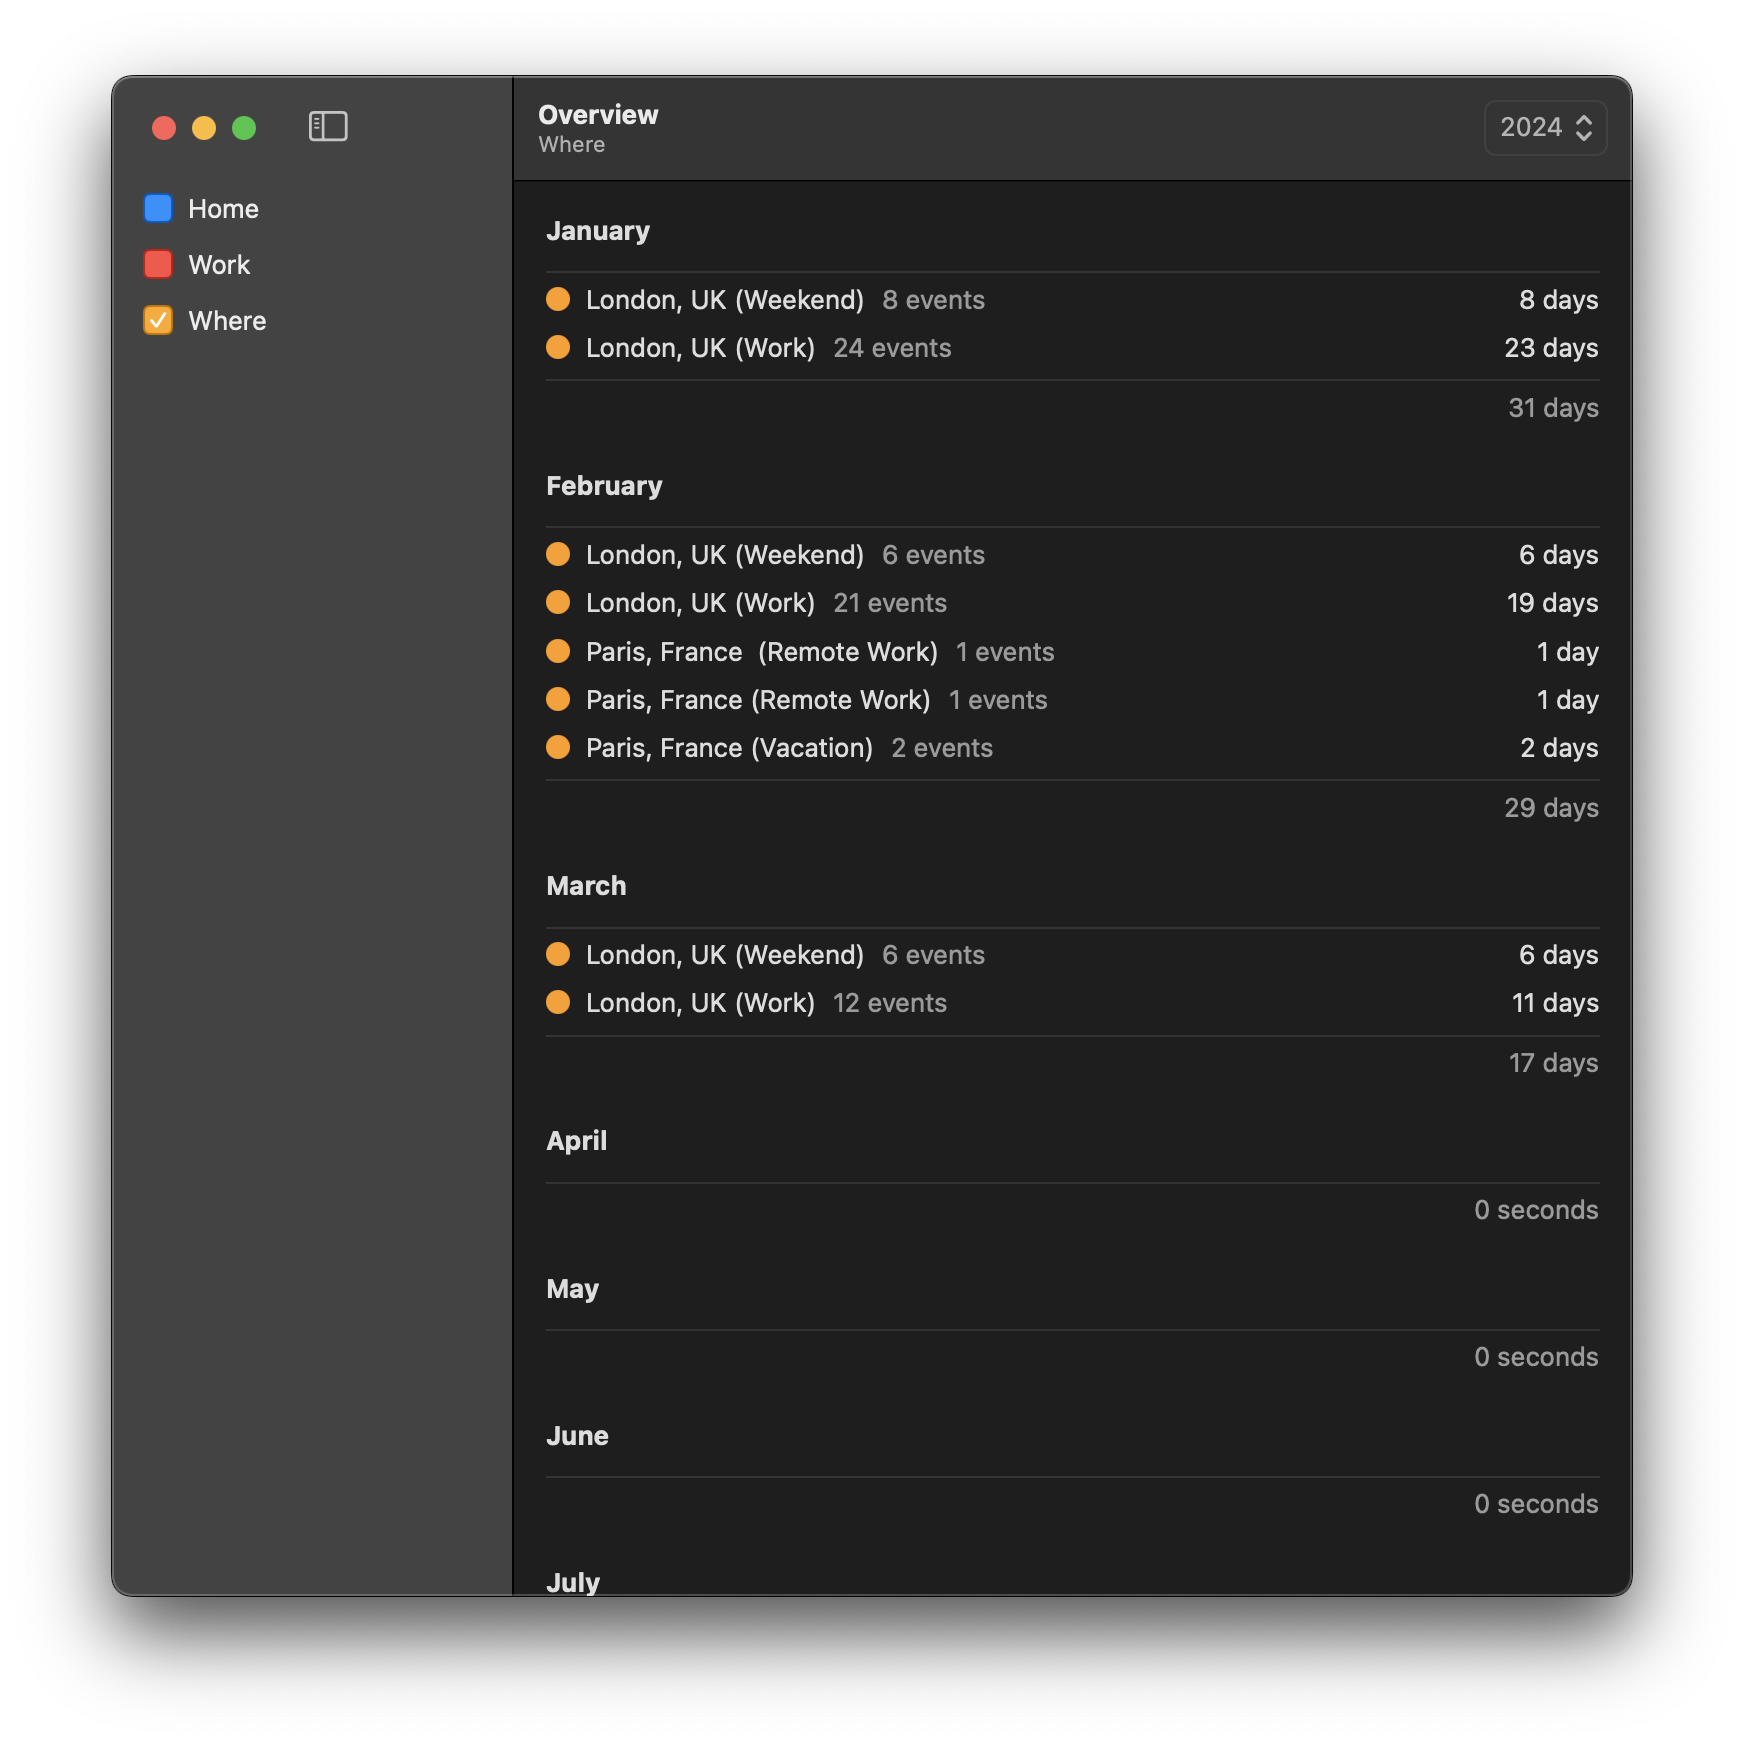 Home
Work
Where
Overview
Where
2024
January
London, UK (Weekend) 8 events 8 days
London, UK (Work) 24 events 23 days
31 days
February
London, UK (Weekend) 6 events 6 days
London, UK (Work) 21 events 19 days
Paris, France  (Remote Work) 1 events 1 day
Paris, France (Remote Work) 1 events 1 day
Paris, France (Vacation) 2 events 2 days
29 days
March
London, UK (Weekend) 6 events 6 days
London, UK (Work) 12 events 11 days
17 days
April
0 seconds
May
0 seconds
June
0 seconds
July